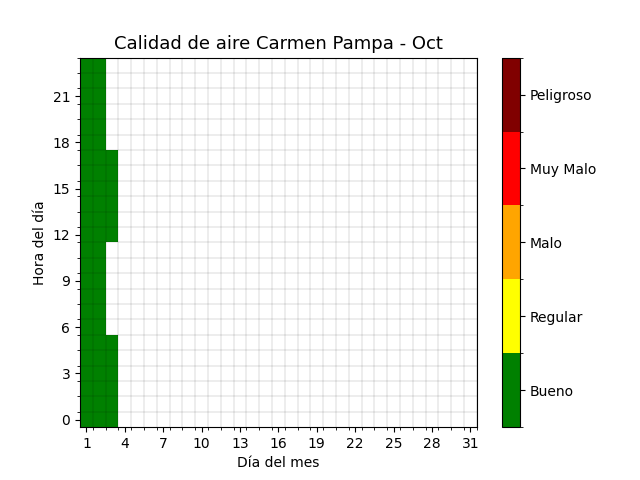 Calidad de aire Carmen Pampa - Oct
21
18
15
12
9
6
3
0
Hora del día
1 4 7 10 13 16 19 22 25 28 31
Día del mes
Peligroso
Muy Malo
Malo
Regular
Bueno